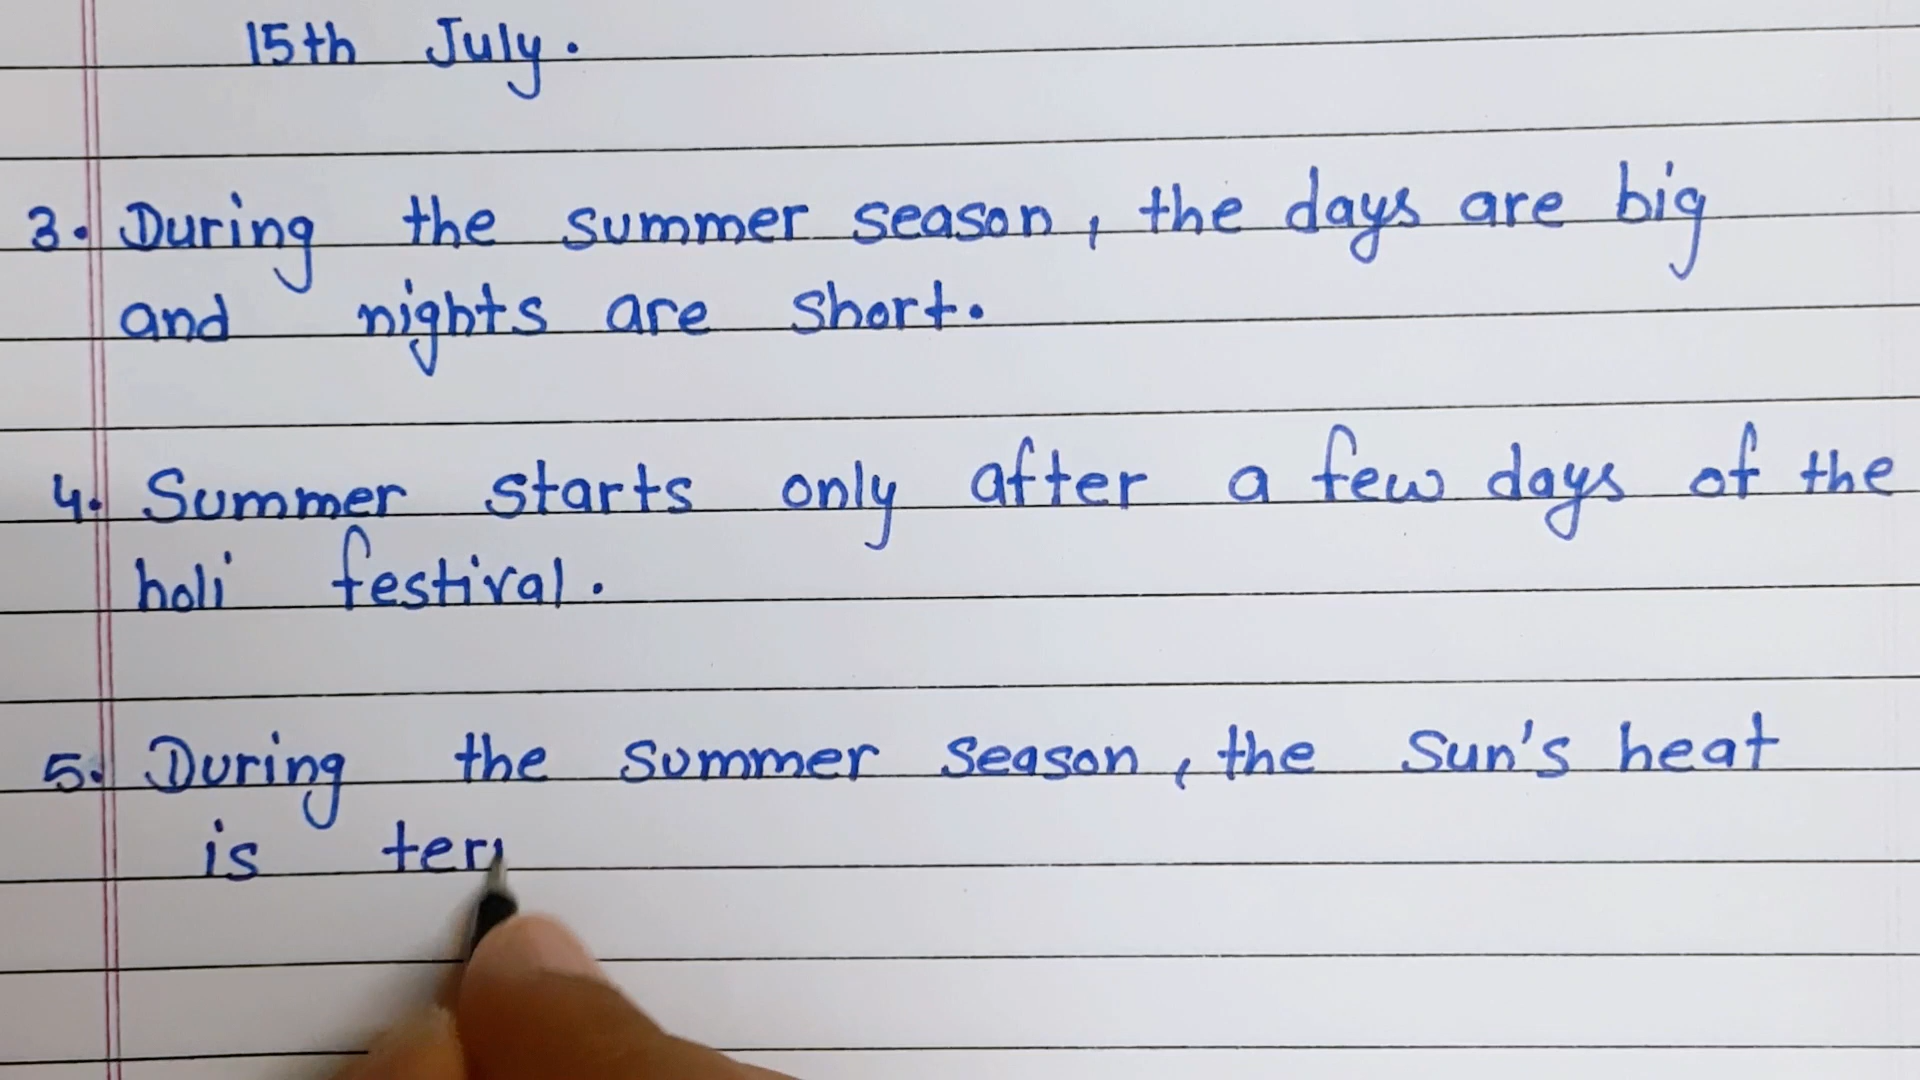 15th July.
3. During the summer season, the days are big
and nights are short.
4. Summer starts only after a few days of the
holi festival.
5. During the summer season, the sun's heat
is ter